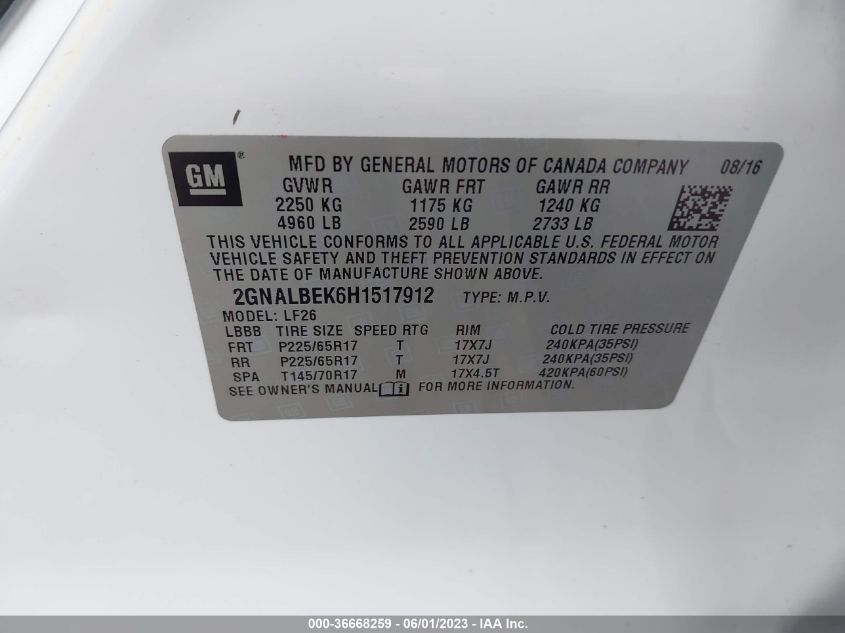 GM ® MFD BY GENERAL MOTORS OF CANADA COMPANY 08/16
GVWR GAWR FRT GAWR RR
2250 KG 1175 KG 1240 KG
4960 LB 2590 LB 2733 LB
THIS VEHICLE CONFORMS TO ALL APPLICABLE U.S. FEDERAL MOTOR
VEHICLE SAFETY AND THEFT PREVENTION STANDARDS IN EFFECT ON
THE DATE OF MANUFACTURE SHOWN ABOVE.
2GNALBEK6H1517912 TYPE: M.P.V.
MODEL: LF26
LBBB TIRE SIZE SPEED RTG RIM COLD TIRE PRESSURE
FRT P225/65R17 T 17X7J 240KPA(35PSI)
RR P225/65R17 T 17X7J 240KPA(35PSI)
SPA T145/70R17 M 17X4.5T 420KPA(60PSI)
SEE OWNER'S MANUAL FOR MORE INFORMATION.
000-36668259 - 06/01/2023 - IAA Inc.